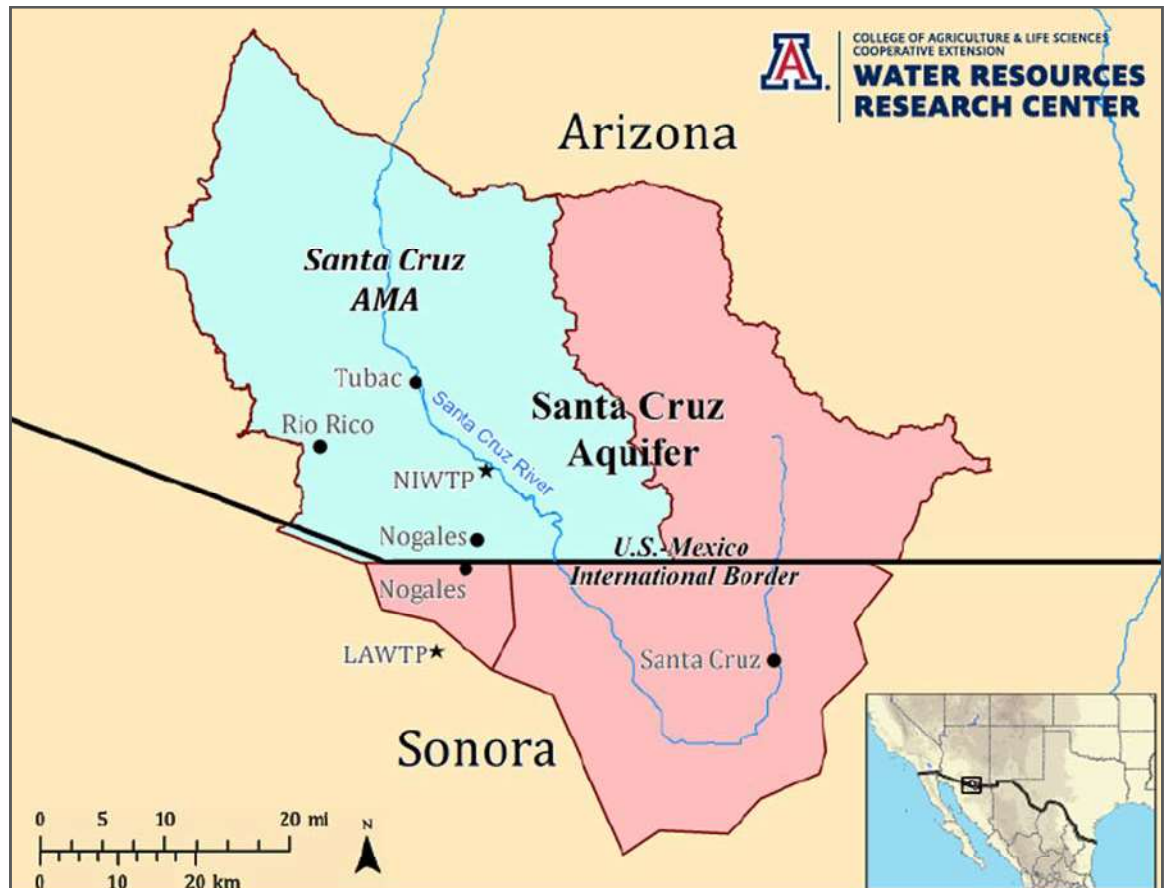 COLLEGE OF AGRICULTURE & LIFE SCIENCES
COOPERATIVE EXTENSION
WATER RESOURCES
RESEARCH CENTER
A
Arizona
Santa Cruz
AMA
Tubac
Santa Cruz River
Santa Cruz
Aquifer
Rio Rico
NIWTP
Nogales
U.S.-Mexico
International Border
Nogales
LAWTP
Santa Cruz
Sonora
0 5 10 20 mi
N
0 10 20 km